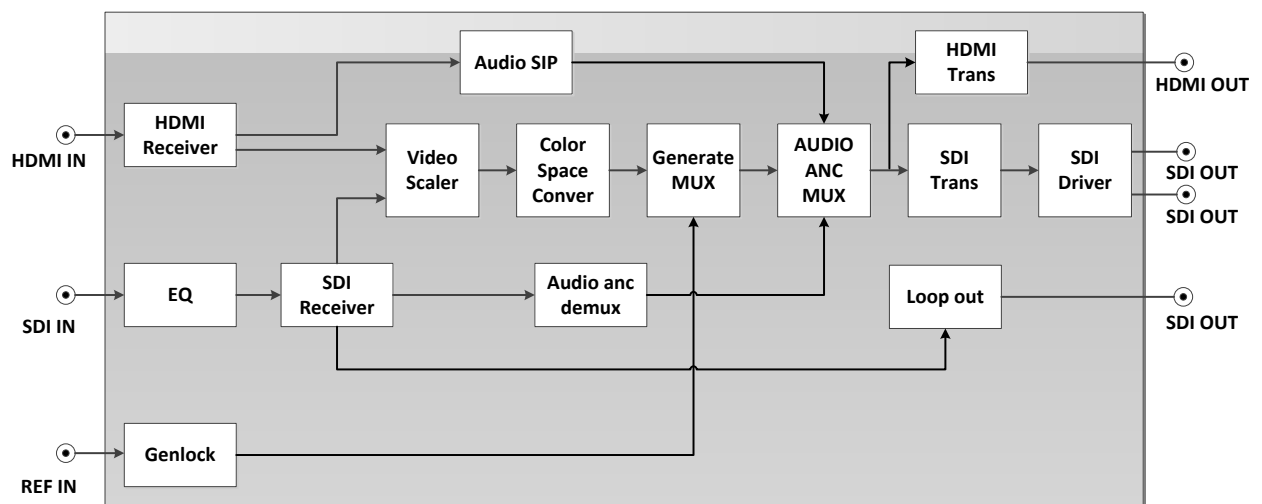 Audio SIP
HDMI
Trans
HDMI OUT
HDMI IN
HDMI
Receiver
Video
Scaler
Color
Space
Conver
Generate
MUX
AUDIO
ANC
MUX
SDI
Trans
SDI
Driver
SDI OUT
SDI OUT
SDI IN
EQ
SDI
Receiver
Audio anc
demux
Loop out
SDI OUT
REF IN
Genlock